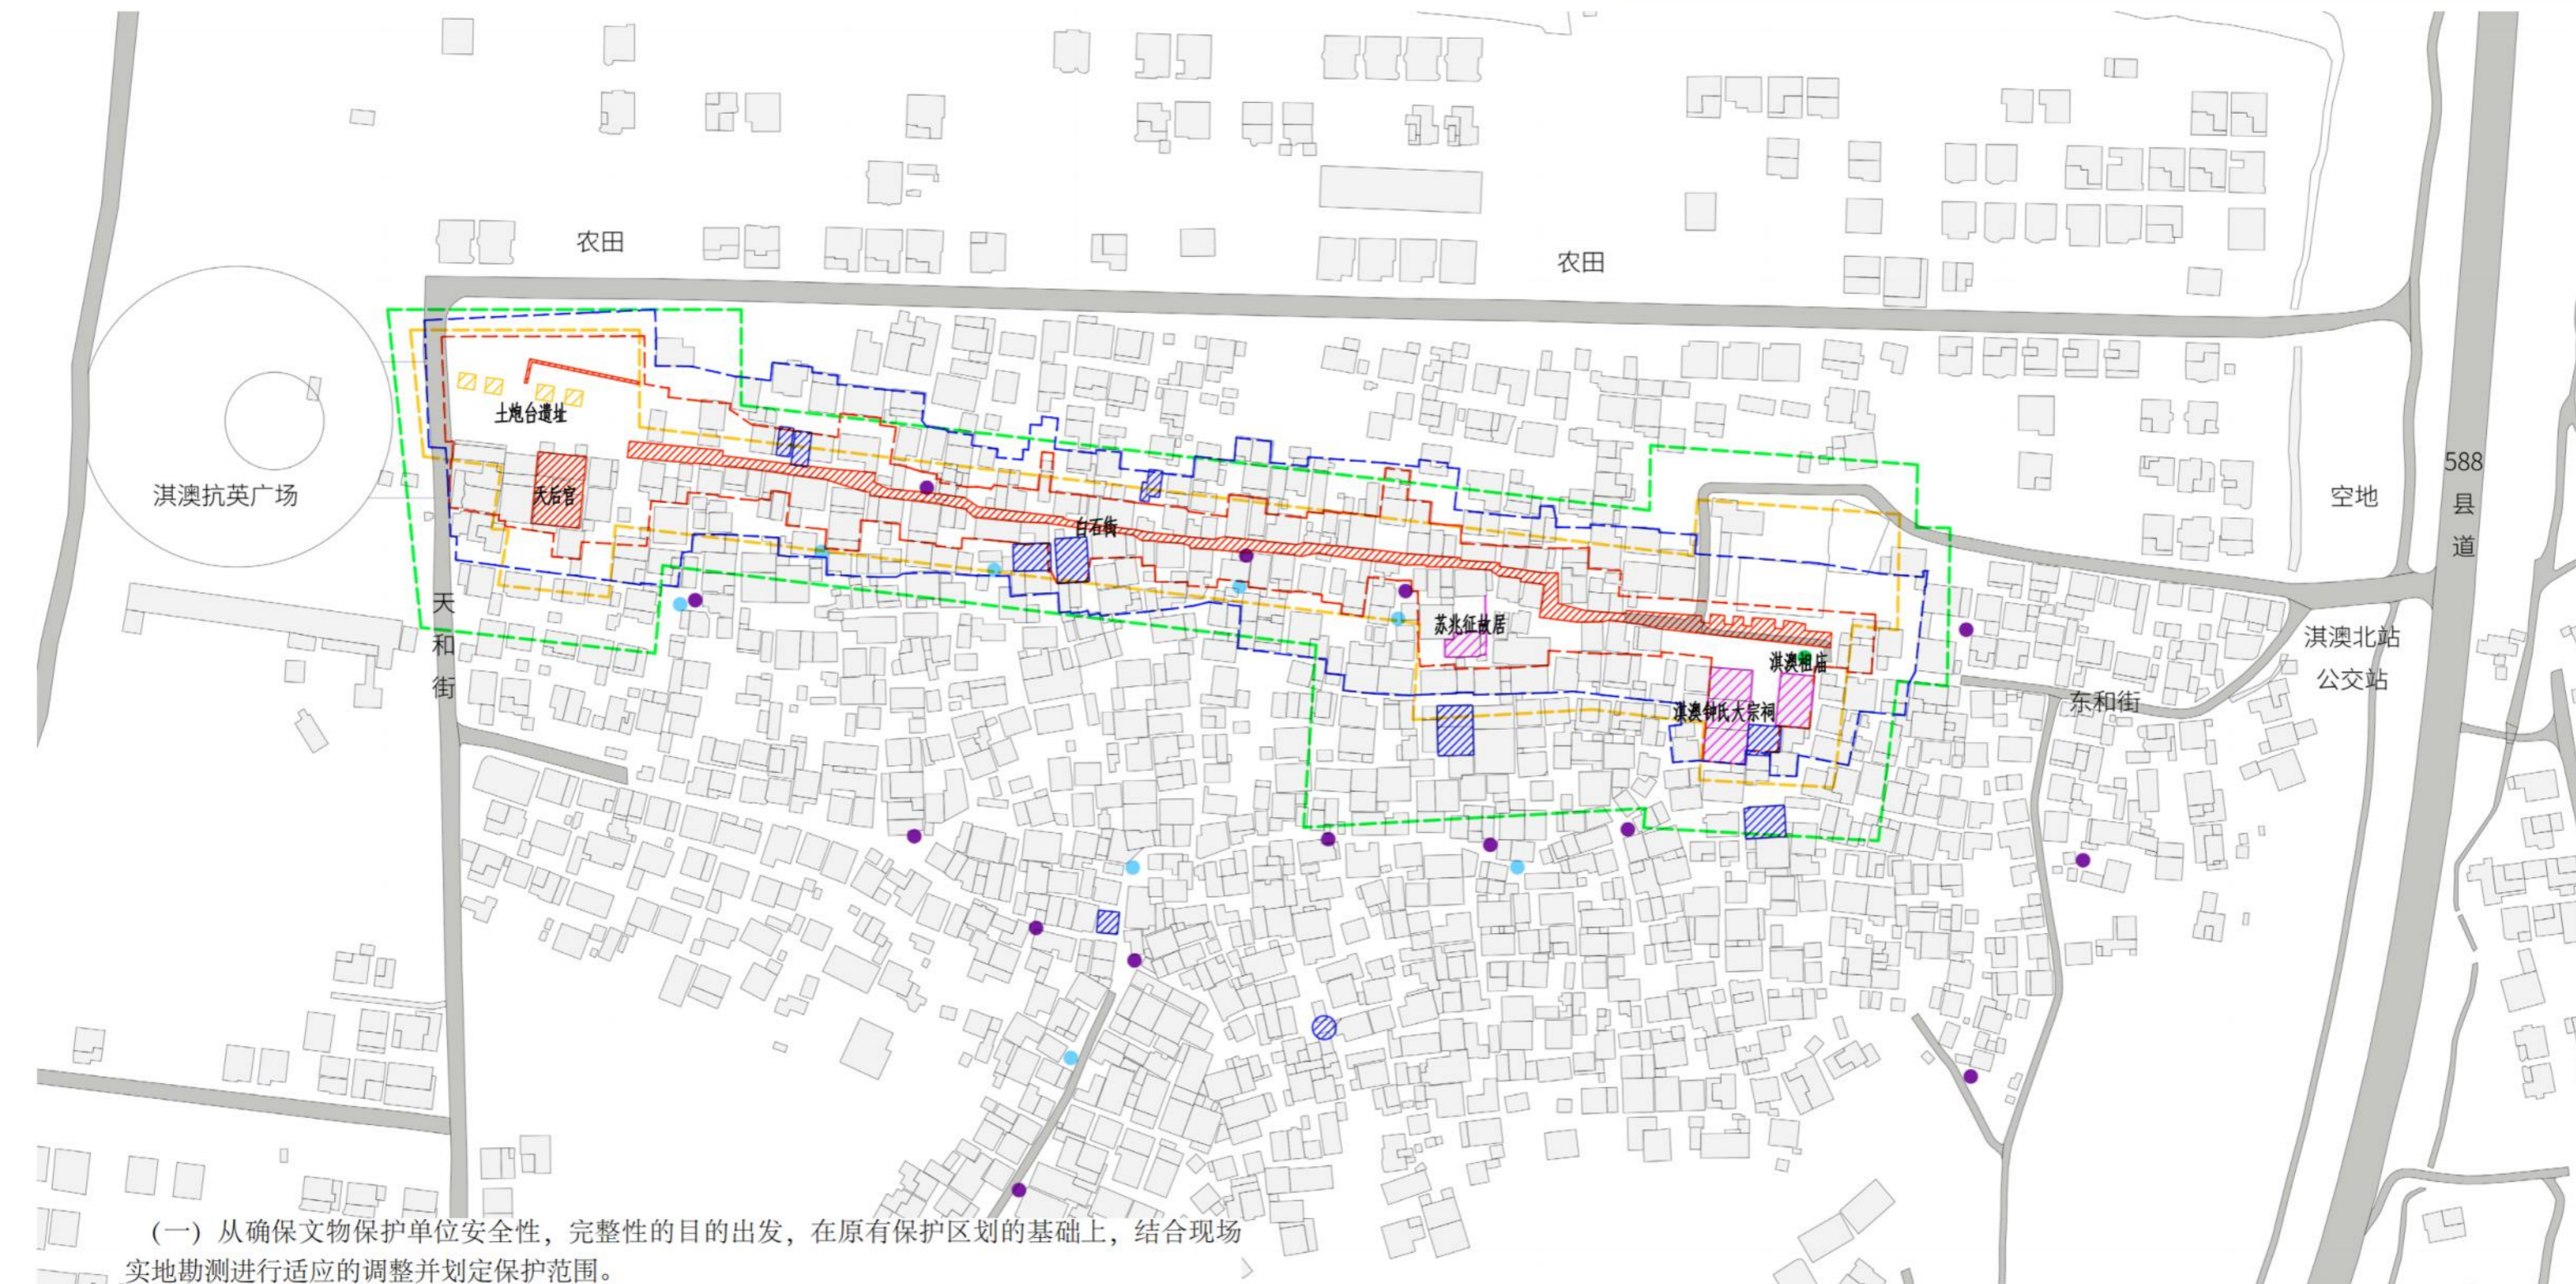 农田
农田
土炮台遗址
588
县
道
淇澳抗英广场
天后宫
空地
白石街
天
和
街
苏兆征故居
淇澳北站
公交站
淇澳祖庙
东和街
淇澳钟氏大宗祠
（一）从确保文物保护单位安全性，完整性的目的出发，在原有保护区划的基础上，结合现场
实地勘测进行适应的调整并划定保护范围。